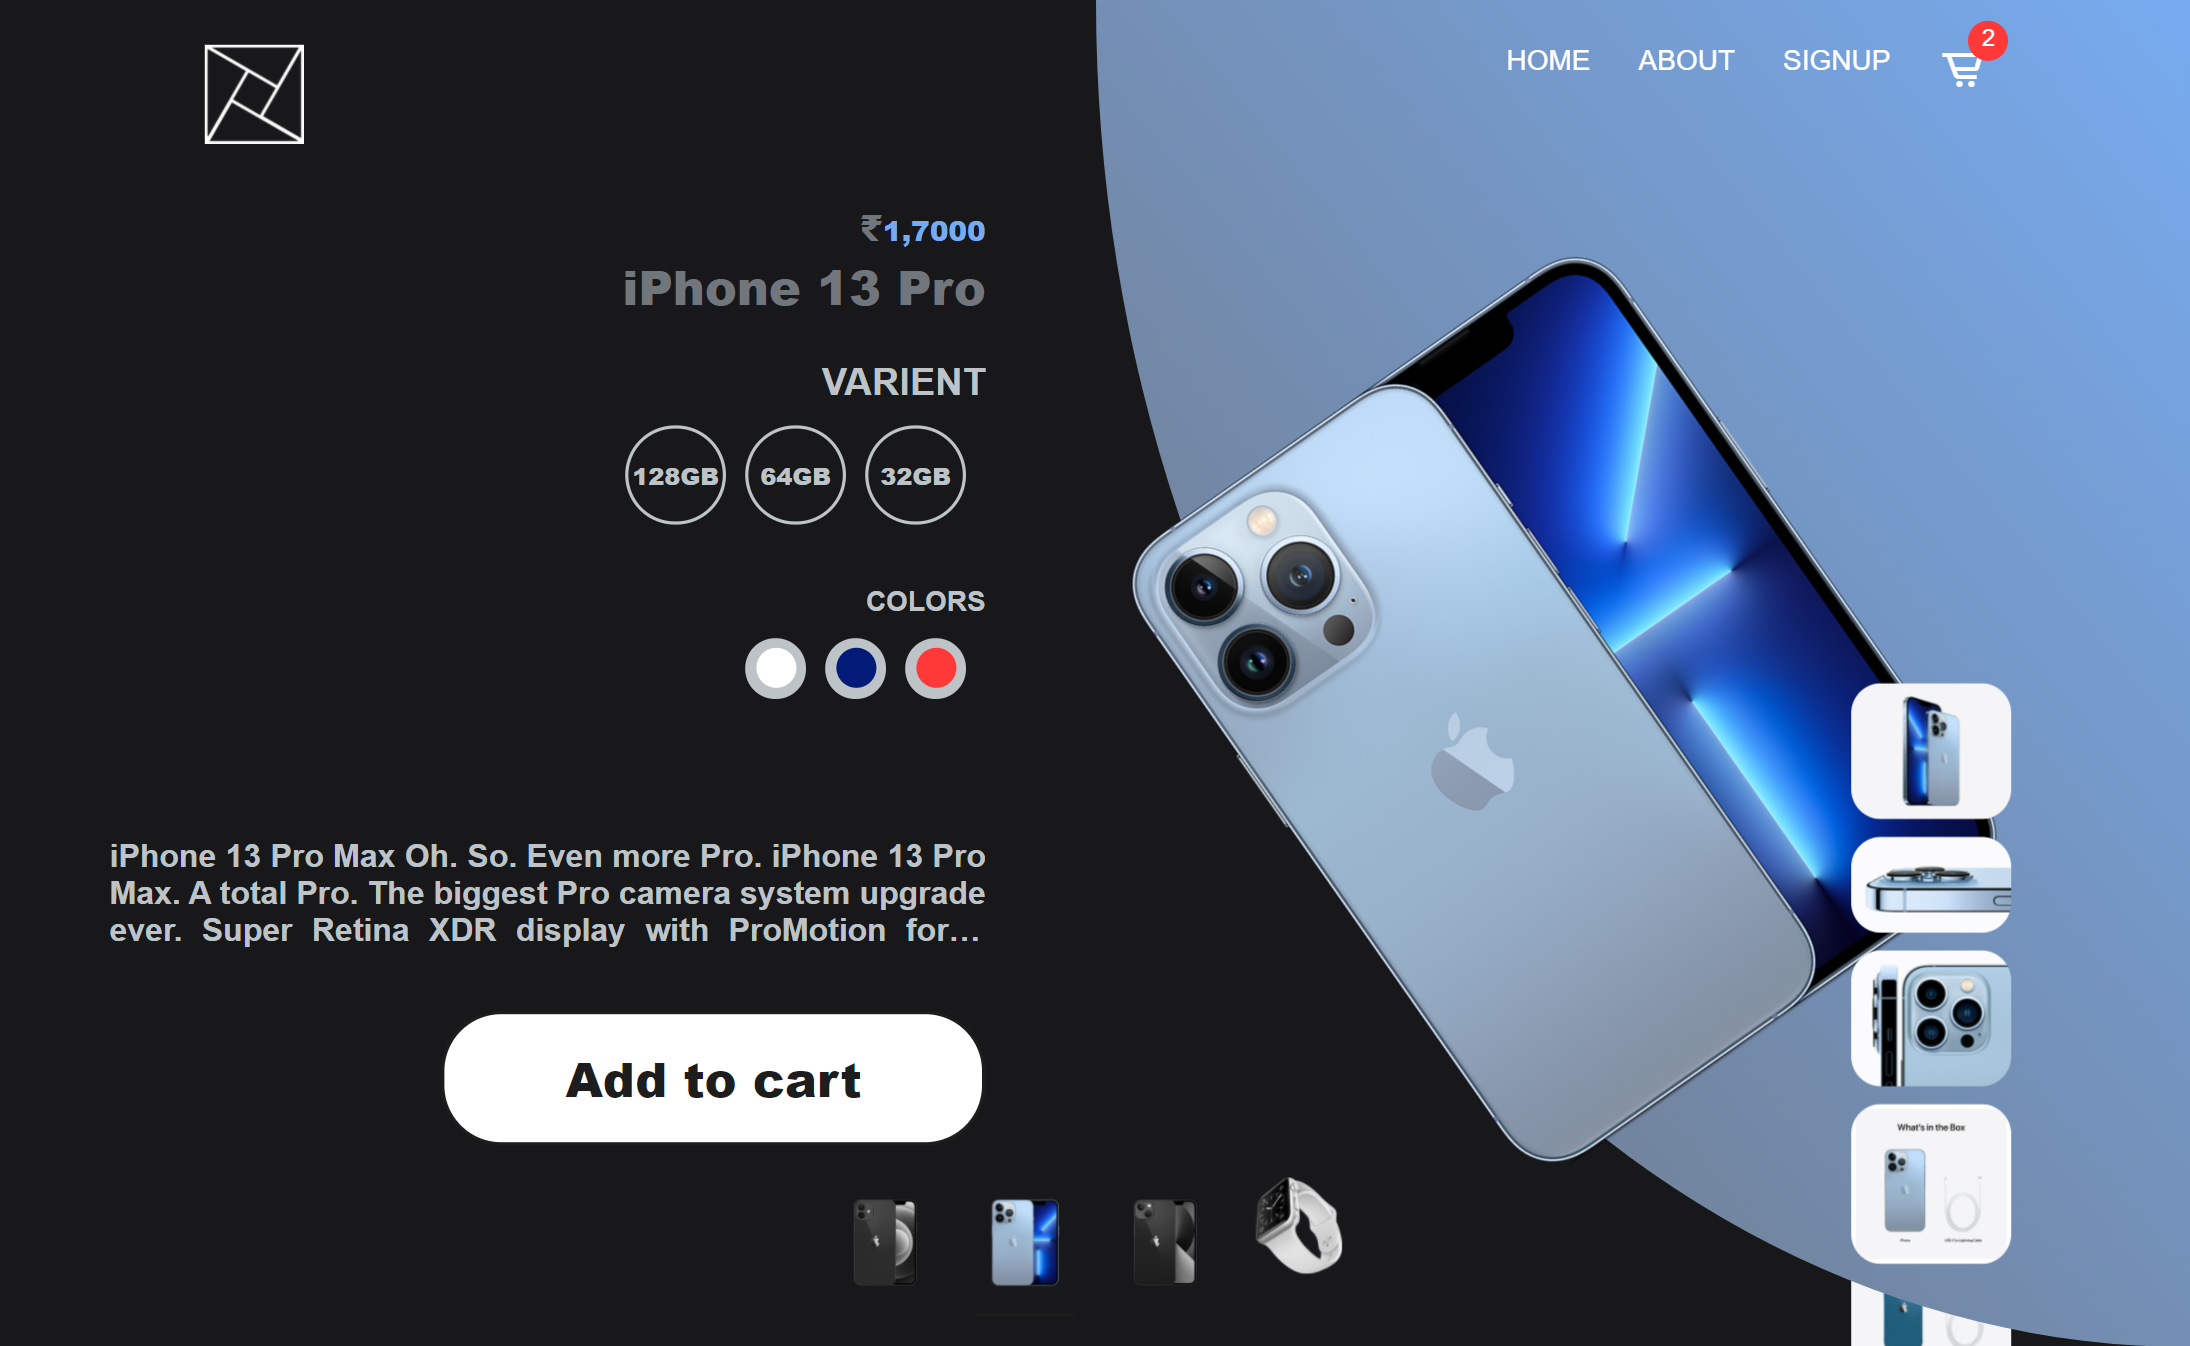 HOME ABOUT SIGNUP 2
₹1,7000
iPhone 13 Pro
VARIENT
128GB 64GB 32GB
COLORS
iPhone 13 Pro Max Oh. So. Even more Pro. iPhone 13 Pro
Max. A total Pro. The biggest Pro camera system upgrade
ever. Super Retina XDR display with ProMotion for...
Add to cart
What's in the Box